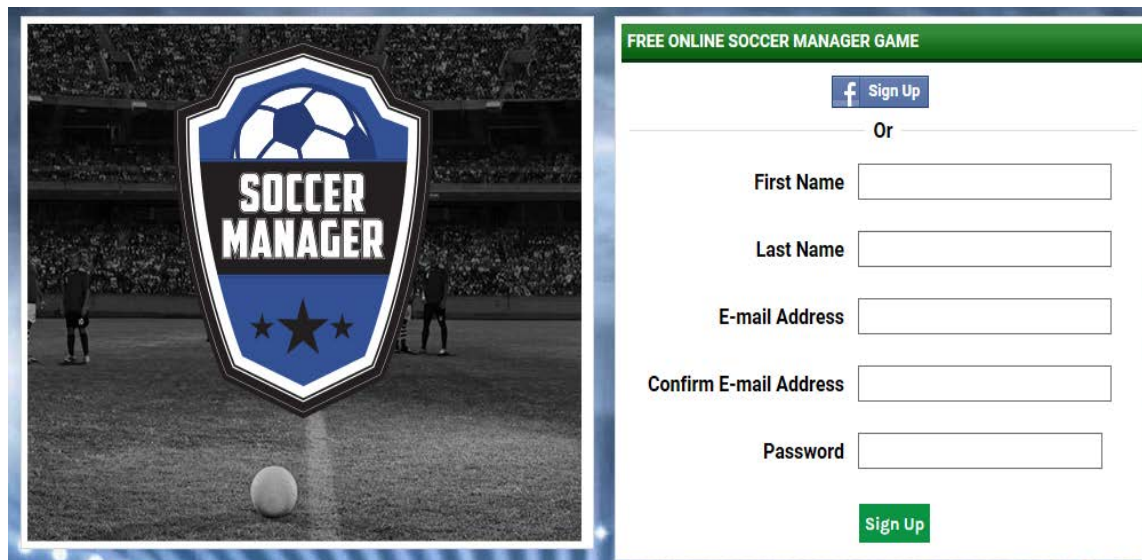 SOCCER
MANAGER
FREE ONLINE SOCCER MANAGER GAME
f Sign Up
Or
First Name
Last Name
E-mail Address
Confirm E-mail Address
Password
Sign Up